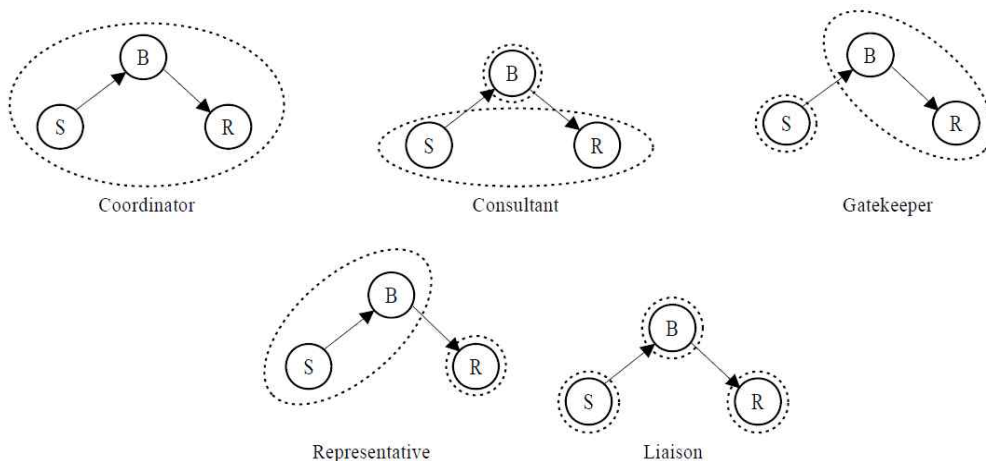 B
S
R
Coordinator
B
S
R
Consultant
B
S
R
Gatekeeper
B
S
R
Representative
B
S
R
Liaison